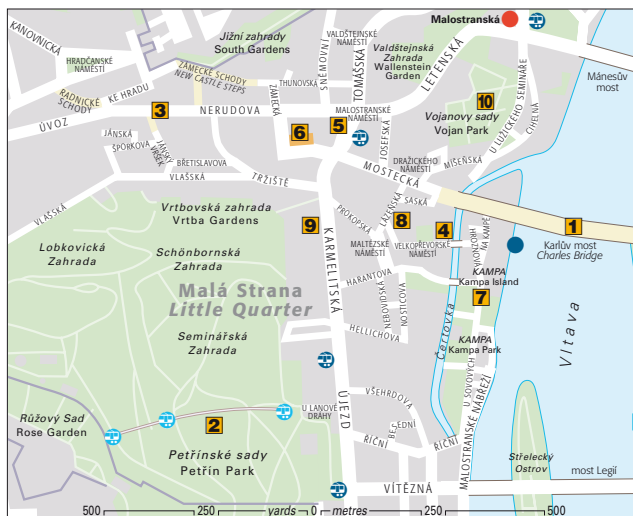 Malostranská
KANOVNICKÁ
Jižní zahrady
South Gardens
VALDŠTEJNSKÉ
NÁMĚSTÍ
Valdštejnská
Zahrada
Wallenstein
Garden
LETENSKÁ
HRADČANSKÉ
NÁMĚSTÍ
ZÁMECKÉ SCHODY
NEW CASTLE STEPS
THUNOVSKÁ
SNĚMOVNÍ
TOMÁŠSKÁ
Mánesův
most
RADNICKÉ
SCHODY
KE HRADU
ZÁMECKÁ
U LUŽICKÉHO SEMINÁŘE
CIHELNÁ
3
NERUDOVA
MALOSTRANSKÉ
NÁMĚSTÍ
10
Vojanovy sady
Vojan Park
ÚVOZ
JÁNSKÁ
ŠPORKOVA
JÁNSKÝ
VRŠEK
BŘETISLAVOVA
6
5
JOSEFSKÁ
DRAŽICKÉHO
NÁMĚSTÍ
MÍŠEŇSKÁ
VLAŠSKÁ
TRŽIŠTĚ
MOSTECKÁ
SASKÁ
VLAŠSKÁ
Vrtbovská zahrada
Vrtba Gardens
PROKOPSKÁ
LÁZEŇSKÁ
8
4
NA KAMPĚ
1
Karlův most
Charles Bridge
Lobkovická
Zahrada
Schönbornská
Zahrada
9
KARMELITSKÁ
MALTÉZSKÉ
NÁMĚSTÍ
VELKOPŘEVORSKÉ
NÁMĚSTÍ
HARANTOVA
KAMPA
Kampa Island
7
Malá Strana
Little Quarter
NEBOVIDSKÁ
NOSTICOVA
Vltava
Seminářská
Zahrada
HELLICHOVA
Čertovka
KAMPA
Kampa Park
U SOVOVÝCH
MALOSTRANSKÉ NÁBŘEŽÍ
Růžový Sad
Rose Garden
2
U LANOVÉ
DRÁHY
ÚJEZD
VŠEHRDOVA
ŘÍČNÍ
ŘÍČNÍ
Petřínské sady
Petřín Park
Střelecký
Ostrov
VÍTĚZNÁ
most Legií
500
250
yards
0
metres
250
500